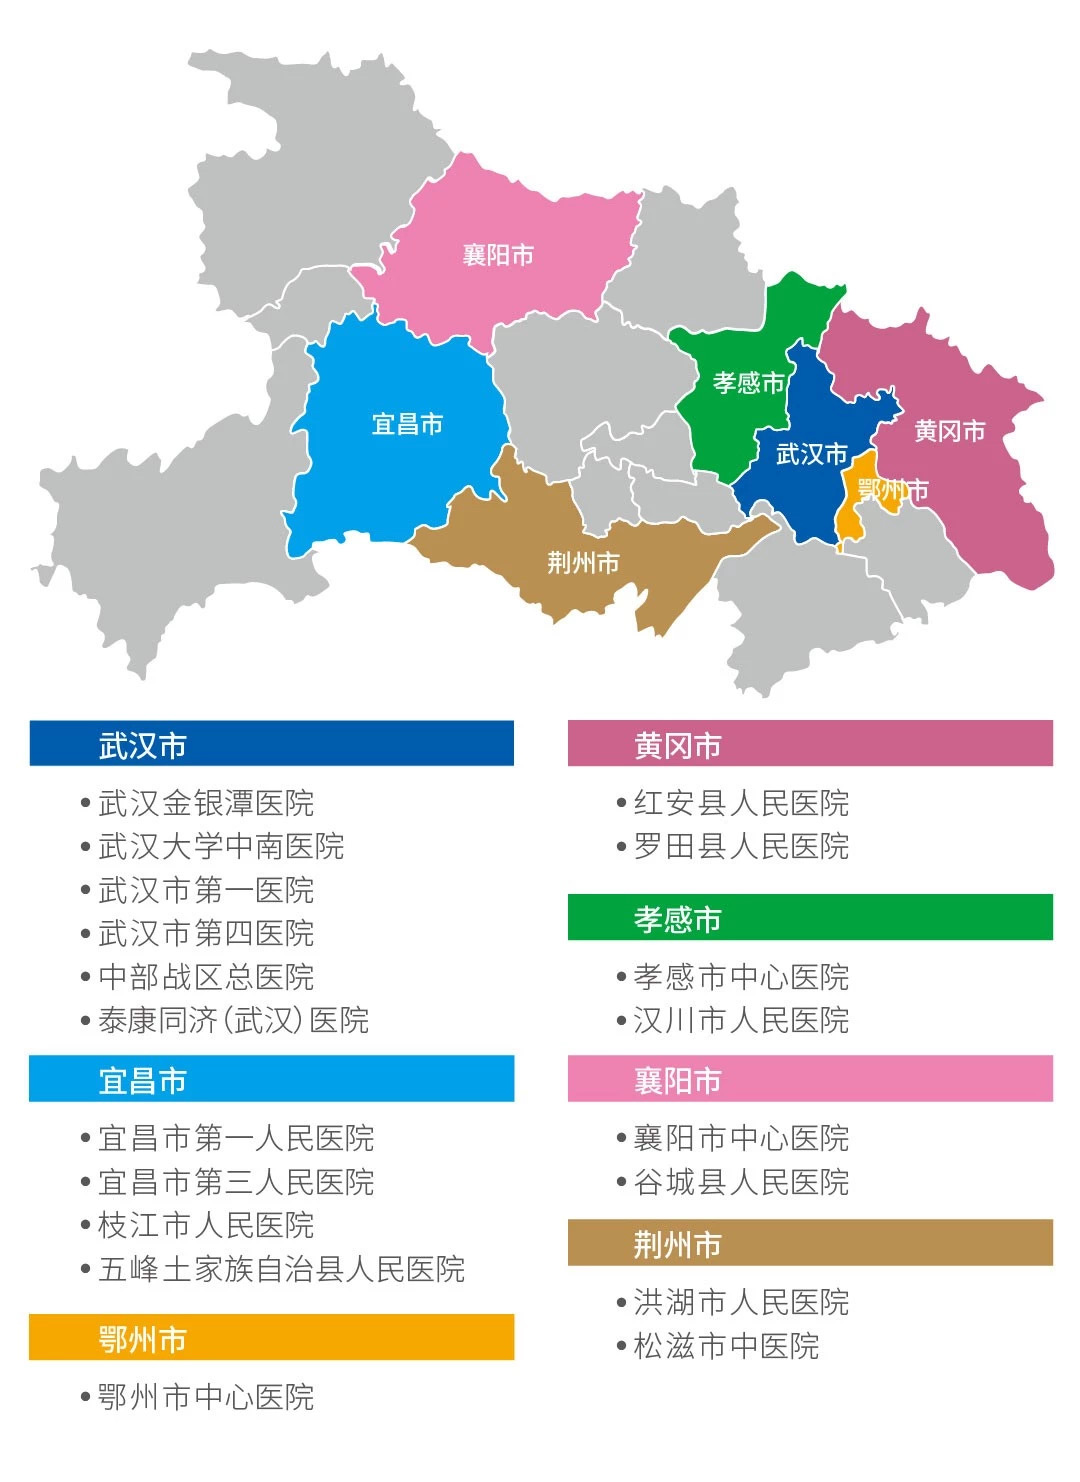 襄阳市
孝感市
宜昌市
黄冈市
武汉市
鄂州市
荆州市
武汉市
•武汉金银潭医院
•武汉大学中南医院
•武汉市第一医院
•武汉市第四医院
•中部战区总医院
•泰康同济(武汉)医院
宜昌市
•宜昌市第一人民医院
•宜昌市第三人民医院
•枝江市人民医院
•五峰土家族自治县人民医院
鄂州市
•鄂州市中心医院
黄冈市
•红安县人民医院
•罗田县人民医院
孝感市
•孝感市中心医院
•汉川市人民医院
襄阳市
•襄阳市中心医院
•谷城县人民医院
荆州市
•洪湖市人民医院
•松滋市中医院